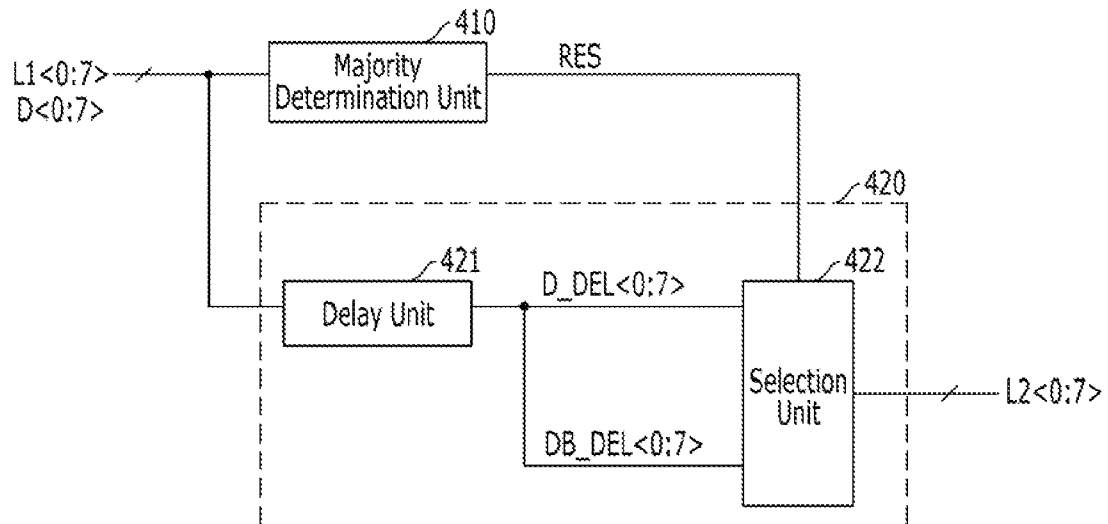 410
L1<0:7>
D<0:7>
Majority
Determination Unit
RES
420
421
422
Delay Unit
D_DEL<0:7>
Selection
Unit
L2<0:7>
DB_DEL<0:7>